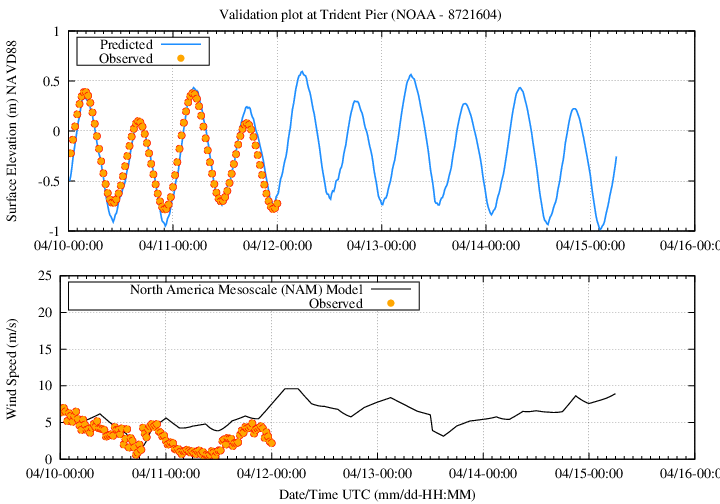 Validation plot at Trident Pier (NOAA - 8721604)
Surface Elevation (m) NAVD88
Predicted
Observed
1
0.5
0
-0.5
-1
04/10-00:00 04/11-00:00 04/12-00:00 04/13-00:00 04/14-00:00 04/15-00:00 04/16-0
Wind Speed (m/s)
North America Mesoscale (NAM) Model
Observed
25
20
15
10
5
0
04/10-00:00 04/11-00:00 04/12-00:00 04/13-00:00 04/14-00:00 04/15-00:00 04/16-0
Date/Time UTC (mm/dd-HH:MM)